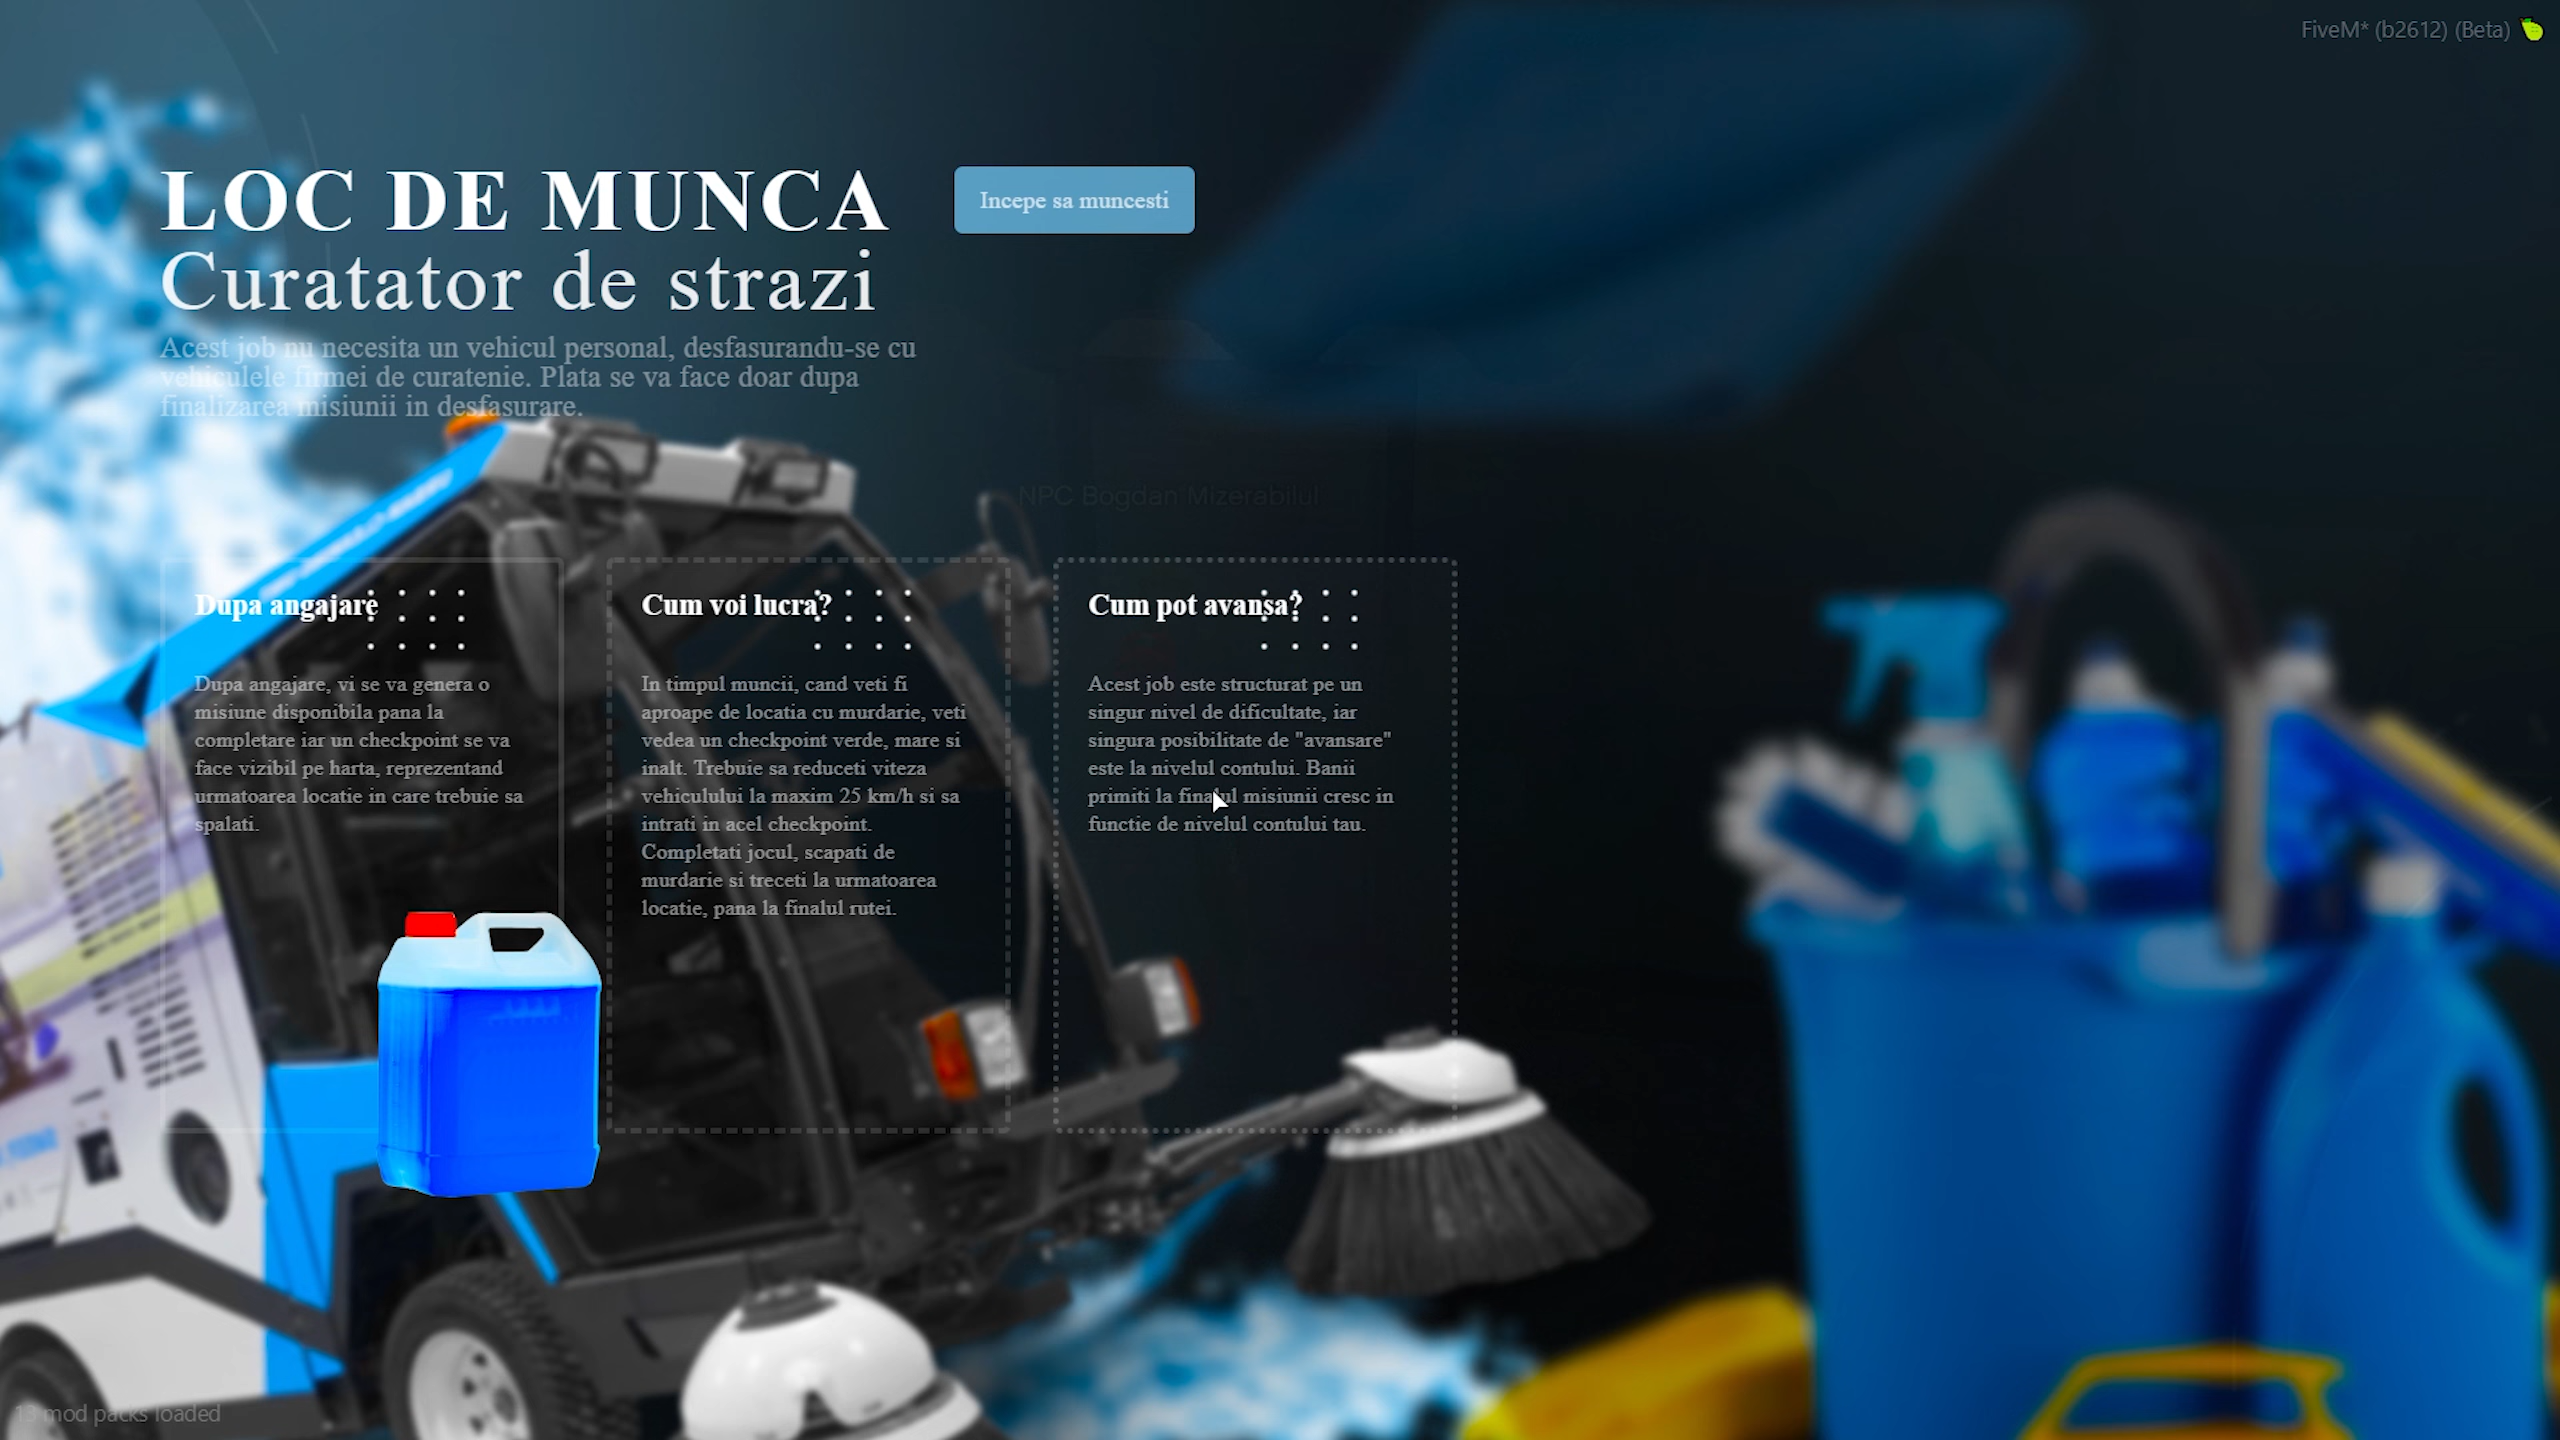 FiveM* (b2612) (Beta)
LOC DE MUNCA
Incepe sa muncesti
Curatator de strazi
Acest job nu necesita un vehicul personal, desfasurandu-se cu
vehiculele firmei de curatenie. Plata se va face doar dupa
finalizarea misiunii in desfasurare.
NPC Bogdan Mizerabilul
Dupa angajare
Dupa angajare, vi se va genera o
misiune disponibila pana la
completare iar un checkpoint se va
face vizibil pe harta, reprezentand
urmatoarea locatie in care trebuie sa
spalati.
Cum voi lucra?
In timpul muncii, cand veti fi
aproape de locatia cu murdarie, veti
vedea un checkpoint verde, mare si
inalt. Trebuie sa reduceti viteza
vehiculului la maxim 25 km/h si sa
intrati in acel checkpoint.
Completati jocul, scapati de
murdarie si treceti la urmatoarea
locatie, pana la finalul rutei.
Cum pot avansa?
Acest job este structurat pe un
singur nivel de dificultate, iar
singura posibilitate de "avansare"
este la nivelul contului. Banii
primiti la finalul misiunii cresc in
functie de nivelul contului tau.
13 mod packs loaded